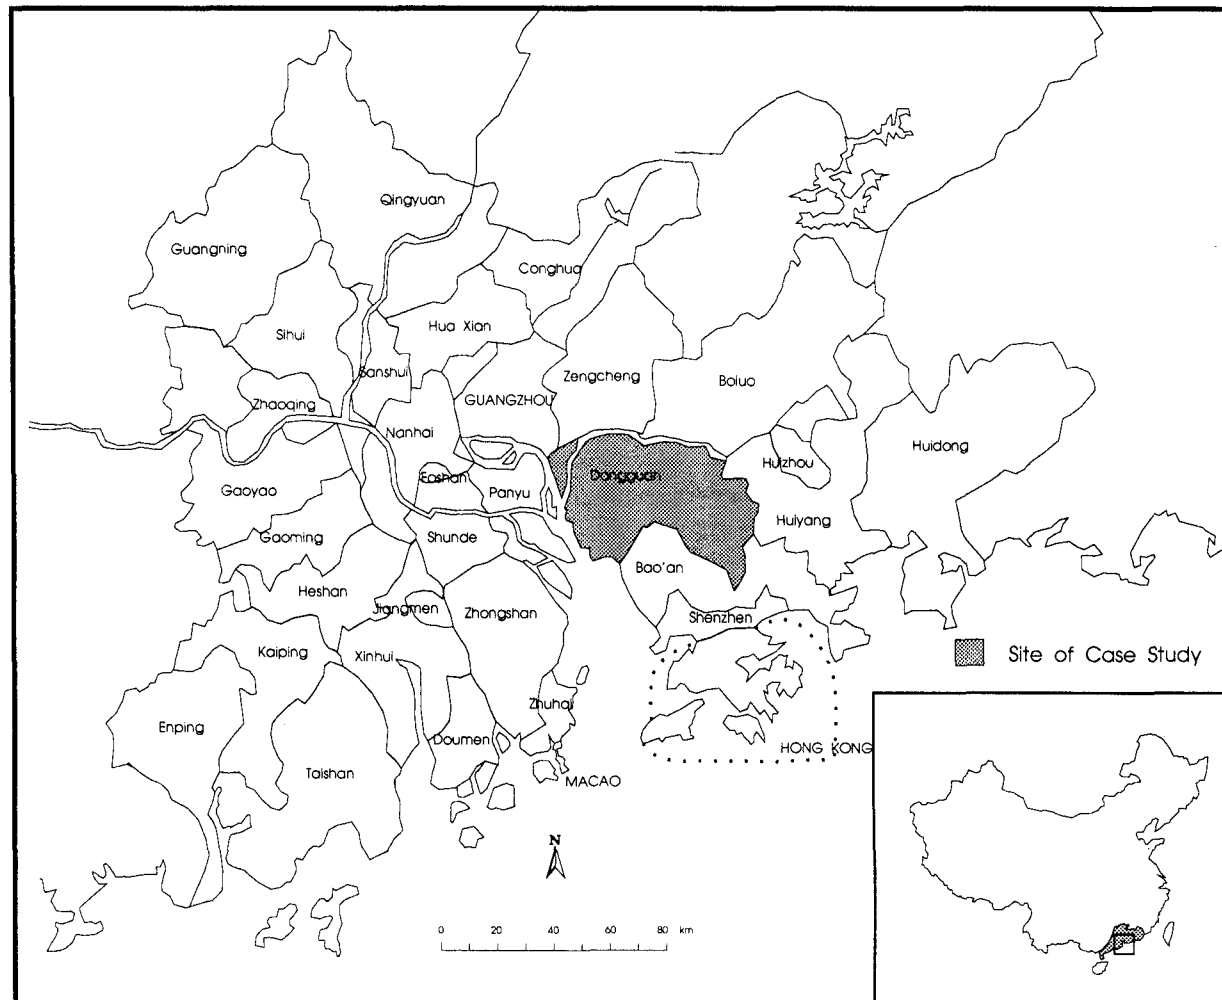 Qingyuan
Guangning
Conghua
Hua Xian
Sihui
Sanshui
Zengcheng
Boluo
Zhaoqing
GUANGZHOU
Nanhai
Huidong
Huizhou
Foshan
Dongguan
Gaoyao
Panyu
Huiyang
Gaoming
Shunde
Bao'an
Heshan
Jiangmen
Zhongshan
Shenzhen
Kaiping
Xinhui
Site of Case Study
Zhuhai
Enping
Doumen
HONG KONG
Taishan
MACAO
N
0 20 40 60 80 km